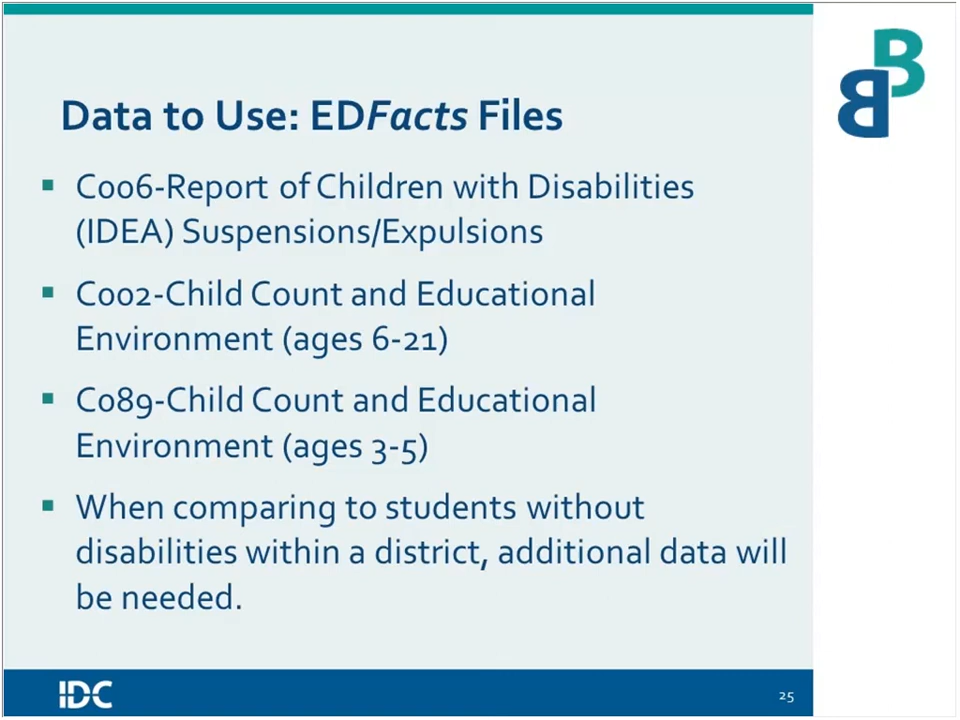 B
B
Data to Use: EDFacts Files
▪ C006-Report of Children with Disabilities
(IDEA) Suspensions/Expulsions
▪ C002-Child Count and Educational
Environment (ages 6-21)
▪ C089-Child Count and Educational
Environment (ages 3-5)
▪ When comparing to students without
disabilities within a district, additional data will
be needed.
IDC
25